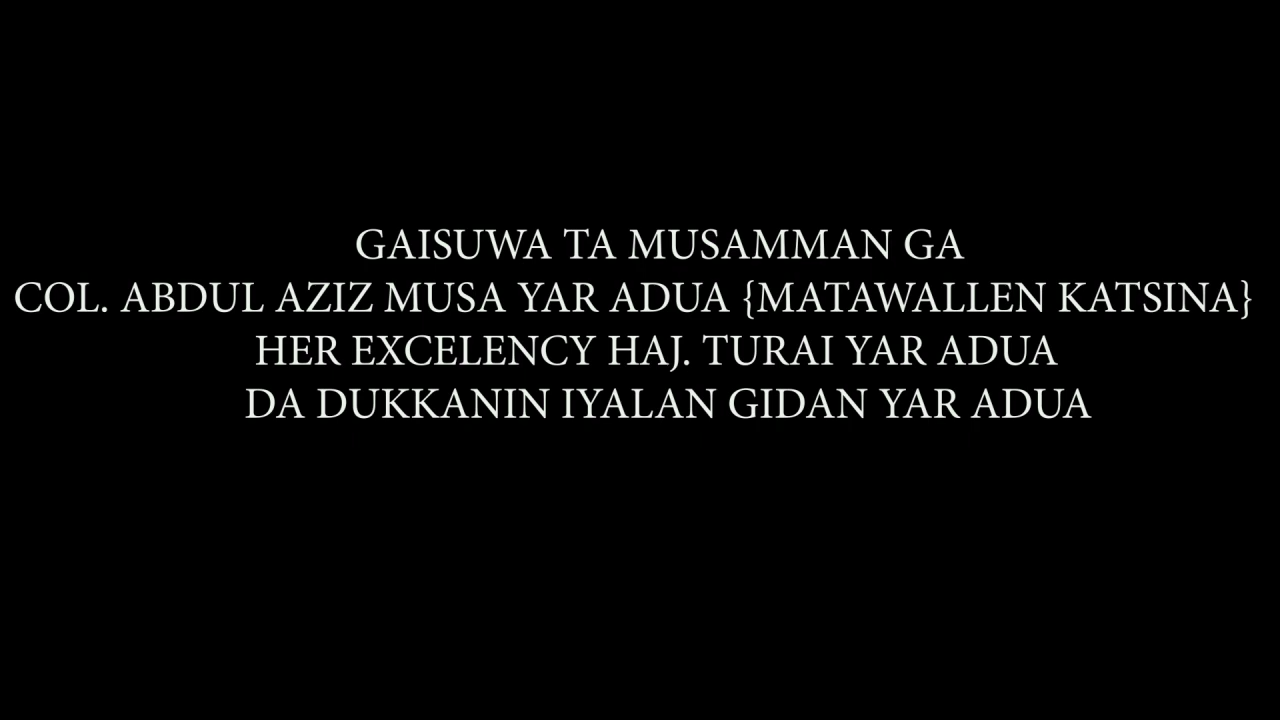 GAISUWA TA MUSAMMAN GA
COL. ABDUL AZIZ MUSA YAR ADUA {MATAWALLEN KATSINA}
HER EXCELENCY HAJ. TURAI YAR ADUA
DA DUKKANIN IYALAN GIDAN YAR ADUA